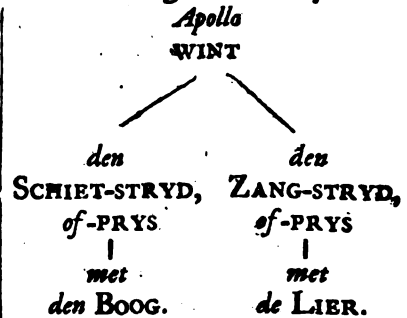 Apollo
WINT
den den
SCHIET-STRYD, ZANG-STRYD,
of-PRYS of-PRYS
met met
den BOOG. de LIER.